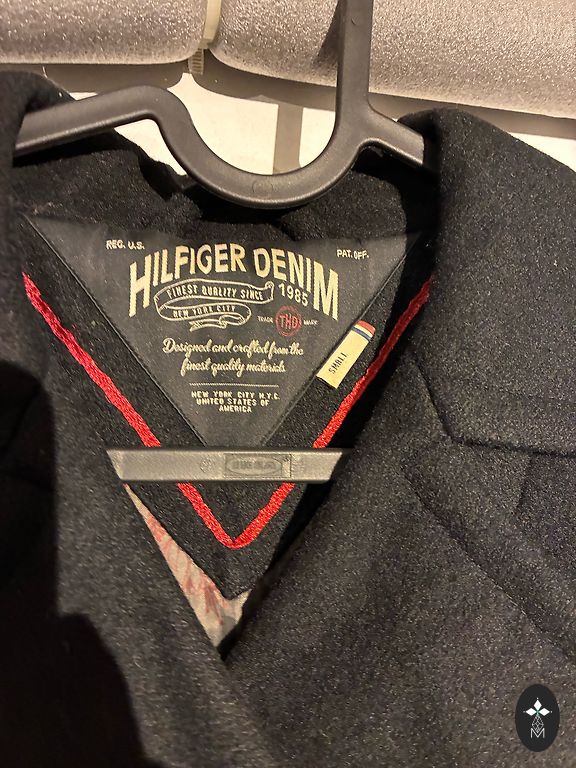 REG. U.S.
PAT. OFF.
HILFIGER DENIM
FINEST QUALITY SINCE 1985
NEW YORK CITY
TRADE THD MARK
Designed and crafted from the
finest quality materials.
SMALL
NEW YORK CITY N.Y.C.
UNITED STATES OF
AMERICA
M